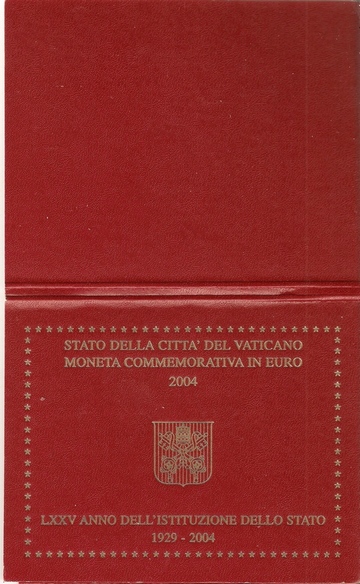 STATO DELLA CITTA' DEL VATICANO
MONETA COMMEMORATIVA IN EURO
2004
LXXV ANNO DELL'ISTITUZIONE DELLO STATO
1929 - 2004